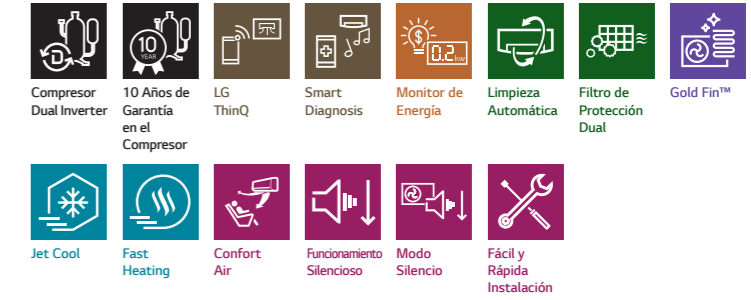 D
10
YEAR
0.2 kw
Compresor
Dual Inverter
10 Años de
Garantía
en el
Compresor
LG
ThinQ
Smart
Diagnosis
Monitor de
Energía
Limpieza
Automática
Filtro de
Protección
Dual
Gold Fin™
Jet Cool
Fast
Heating
Confort
Air
Funcionamiento
Silencioso
Modo
Silencio
Fácil y
Rápida
Instalación